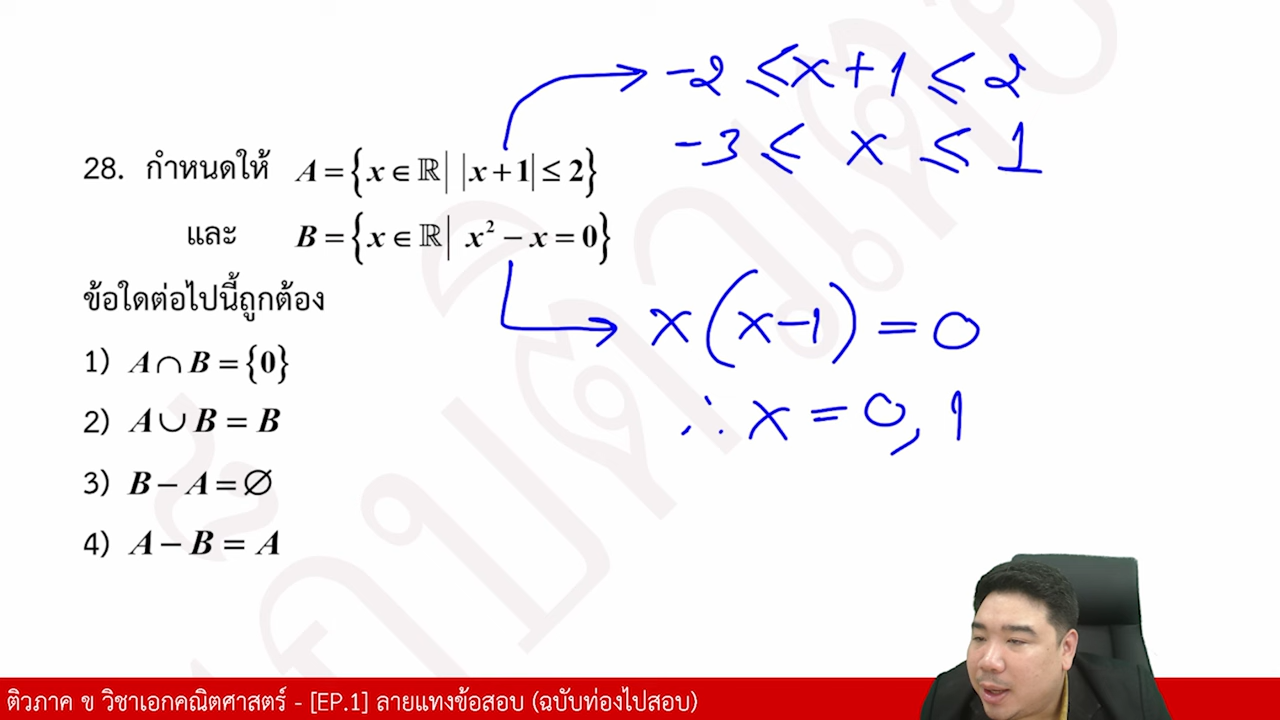 28. กำหนดให้ A = {x ∈ ℝ | |x + 1| ≤ 2}
และ B = {x ∈ ℝ | x² − x = 0}
ข้อใดต่อไปนี้ถูกต้อง
1) A ∩ B = {0}
2) A ∪ B = B
3) B − A = ∅
4) A − B = A
-2 ≤ x + 1 ≤ 2
-3 ≤ x ≤ 1
x(x-1) = 0
∴ x = 0, 1
ติวภาค ข วิชาเอกคณิตศาสตร์ - [EP.1] ลายแทงข้อสอบ (ฉบับท่องไปสอบ)